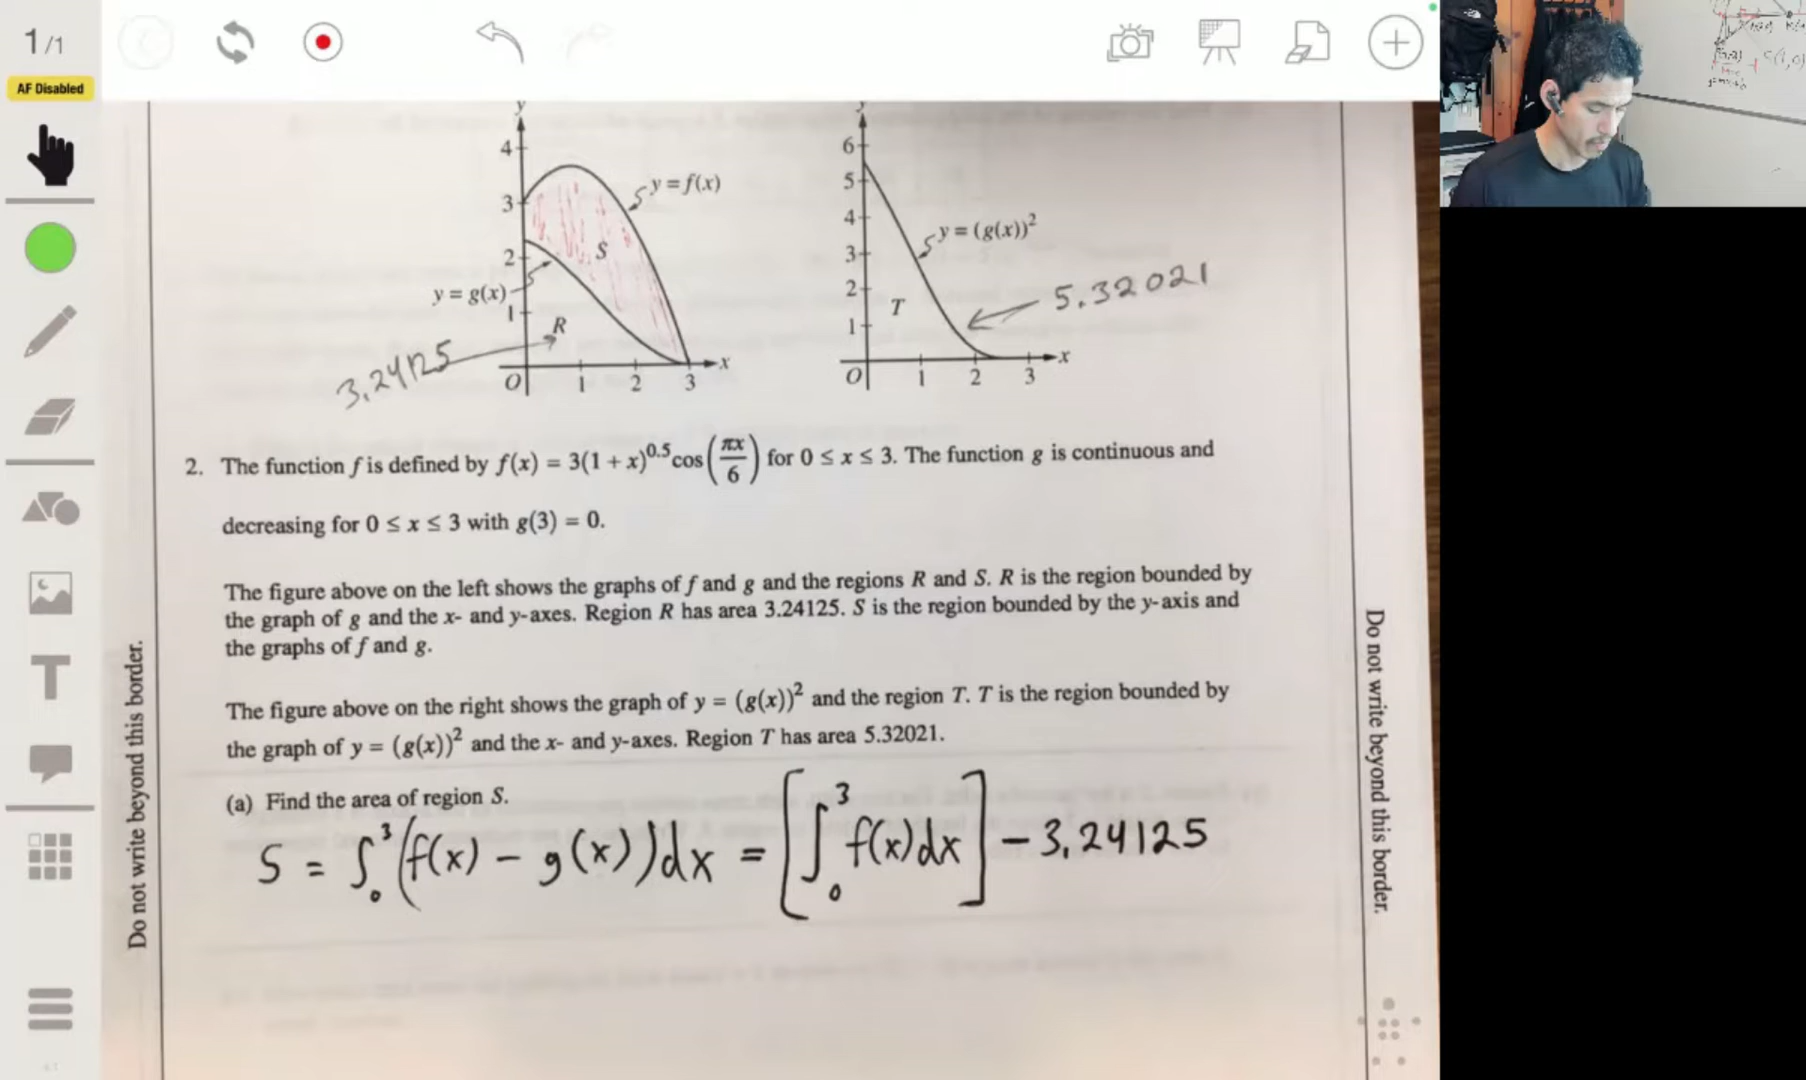 1/1
AF Disabled
y
4
3
2
1
O
1
2
3
x
y = f(x)
S
y = g(x)
R
3.24125
y
6
5
4
3
2
1
O
1
2
3
x
y = (g(x))²
T
5.32021
2. The function f is defined by f(x) = 3(1 + x)^0.5 cos(πx/6) for 0 ≤ x ≤ 3. The function g is continuous and
decreasing for 0 ≤ x ≤ 3 with g(3) = 0.
The figure above on the left shows the graphs of f and g and the regions R and S. R is the region bounded by
the graph of g and the x- and y-axes. Region R has area 3.24125. S is the region bounded by the y-axis and
the graphs of f and g.
The figure above on the right shows the graph of y = (g(x))² and the region T. T is the region bounded by
the graph of y = (g(x))² and the x- and y-axes. Region T has area 5.32021.
(a) Find the area of region S.
S = ∫₀³ (f(x) − g(x))dx = [∫₀³ f(x)dx] − 3.24125
Do not write beyond this border.
Do not write beyond this border.
T
C(1,0)